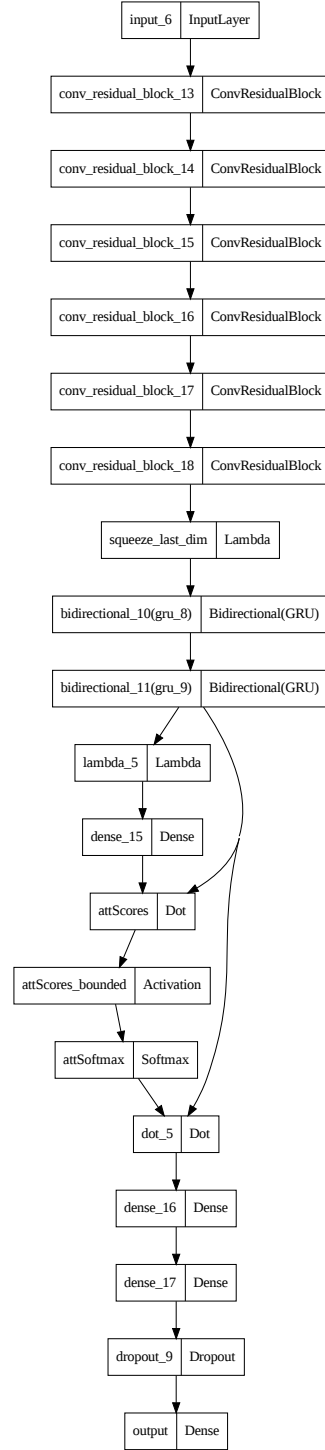 input_6 InputLayer
conv_residual_block_13 ConvResidualBlock
conv_residual_block_14 ConvResidualBlock
conv_residual_block_15 ConvResidualBlock
conv_residual_block_16 ConvResidualBlock
conv_residual_block_17 ConvResidualBlock
conv_residual_block_18 ConvResidualBlock
squeeze_last_dim Lambda
bidirectional_10(gru_8) Bidirectional(GRU)
bidirectional_11(gru_9) Bidirectional(GRU)
lambda_5 Lambda
dense_15 Dense
attScores Dot
attScores_bounded Activation
attSoftmax Softmax
dot_5 Dot
dense_16 Dense
dense_17 Dense
dropout_9 Dropout
output Dense